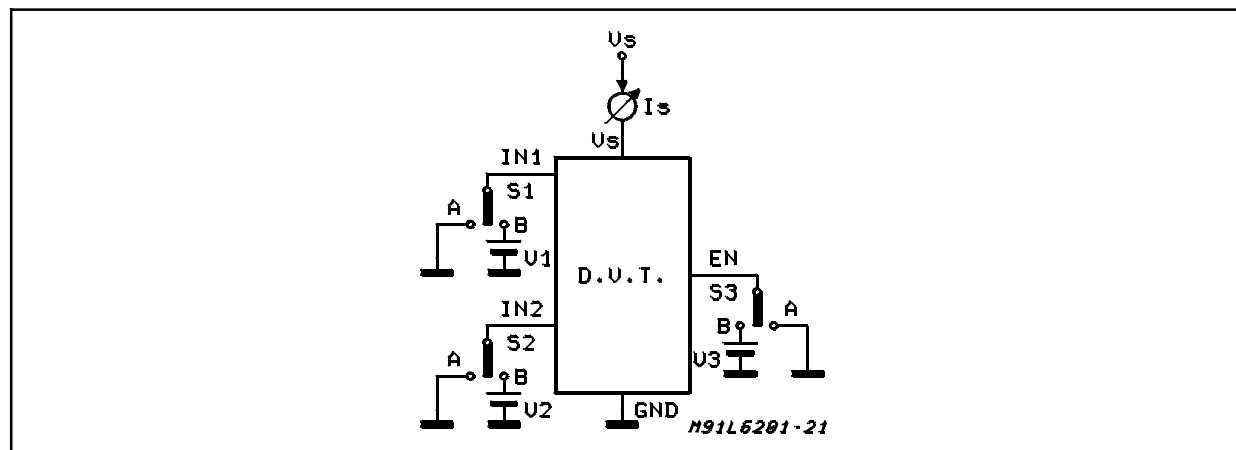 Vs
Is
Vs
IN1
S1
A
B
V1
D.U.T.
EN
S3
A
B
V3
IN2
S2
A
B
V2
GND
M91L6201-21